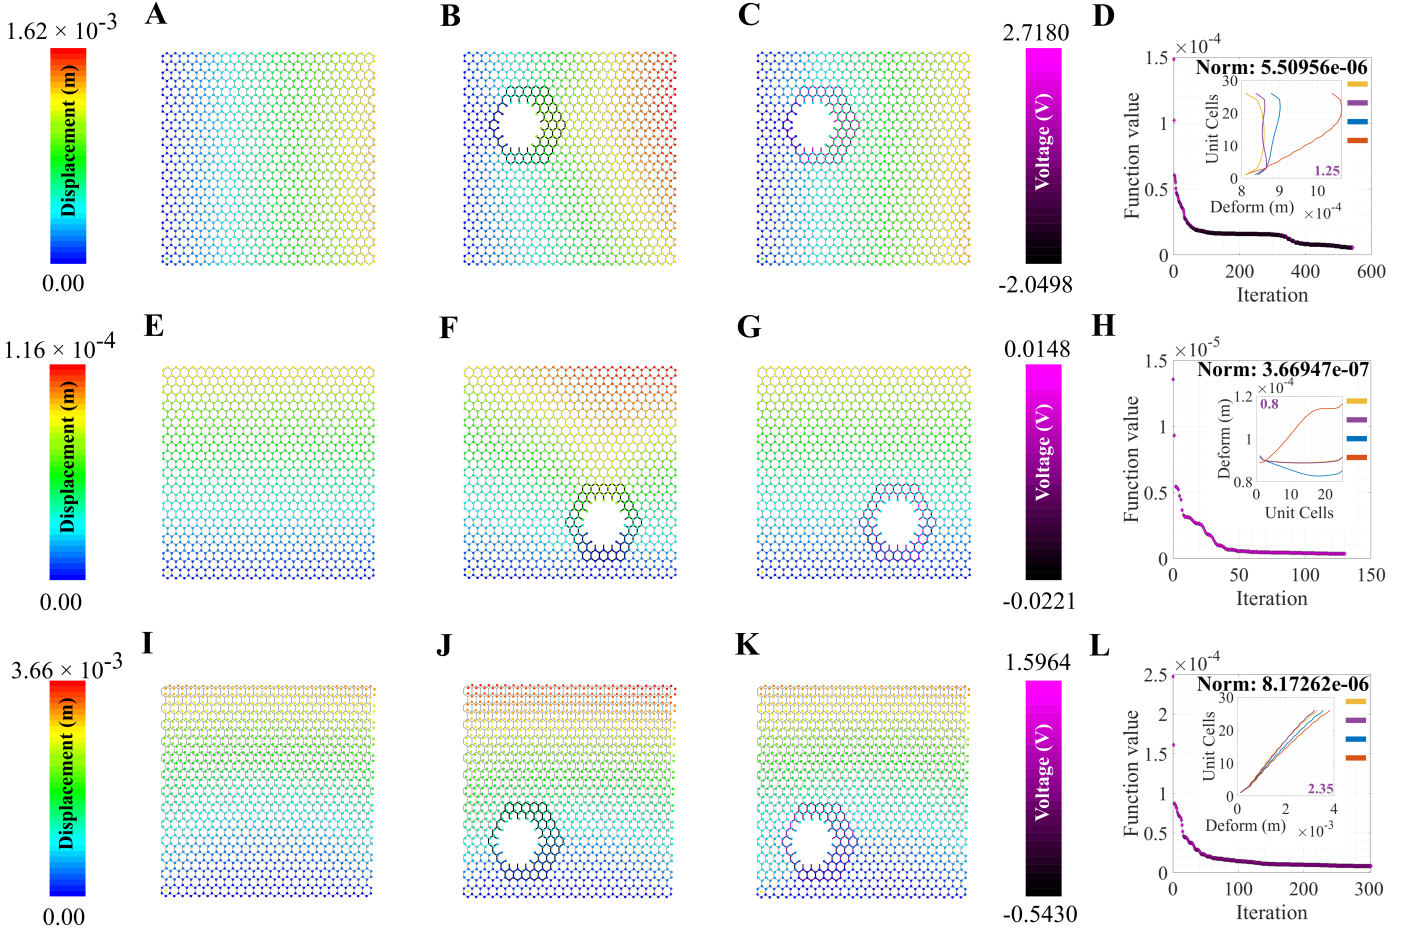 A
B
C
D
1.62 × 10-3
Displacement (m)
0.00
2.7180
Voltage (V)
-2.0498
×10-4
Norm: 5.50956e-06
Function value
1.5
1
0.5
0
0 200 400 600
Iteration
Unit Cells
30
20
10
0
8 9 10
Deform (m)
×10-4
1.25
E
F
G
H
1.16 × 10-4
Displacement (m)
0.00
0.0148
Voltage (V)
-0.0221
×10-5
Norm: 3.66947e-07
Function value
1.5
1
0.5
0
0 50 100 150
Iteration
×10-4
Deform (m)
1.2
1
0.8
0 10 20
Unit Cells
0.8
I
J
K
L
3.66 × 10-3
Displacement (m)
0.00
1.5964
Voltage (V)
-0.5430
×10-4
Norm: 8.17262e-06
Function value
2.5
2
1.5
1
0.5
0
0 100 200 300
Iteration
Unit Cells
30
20
10
0
0 2 4
Deform (m)
×10-3
2.35